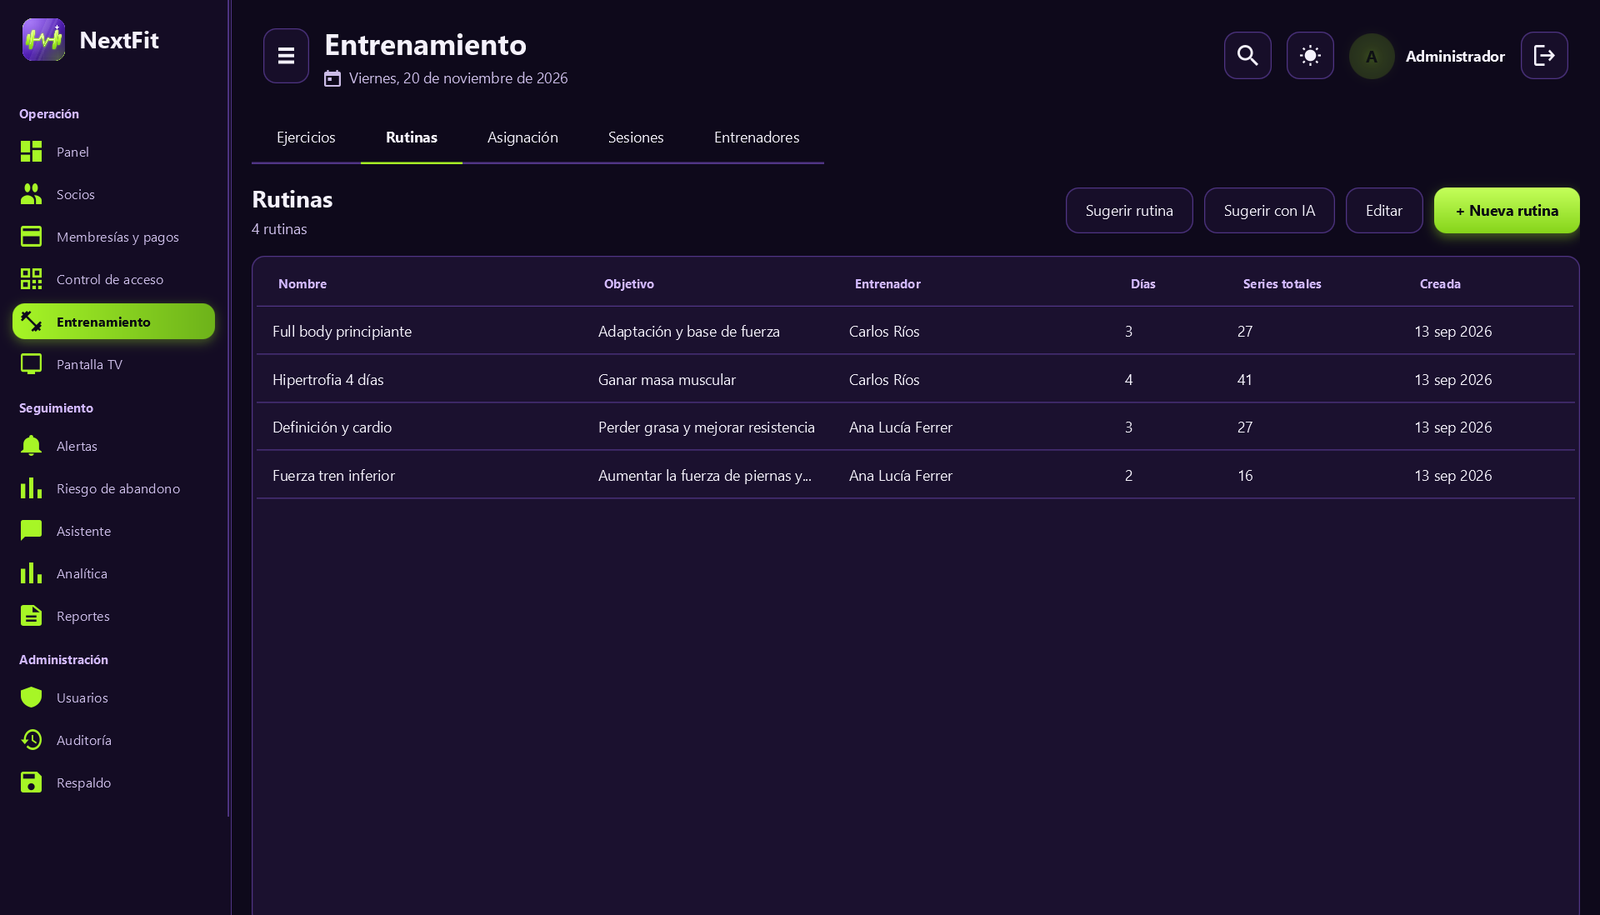 NextFit
Operación
Panel
Socios
Membresías y pagos
Control de acceso
Entrenamiento
Pantalla TV
Seguimiento
Alertas
Riesgo de abandono
Asistente
Analítica
Reportes
Administración
Usuarios
Auditoría
Respaldo
Entrenamiento
Viernes, 20 de noviembre de 2026
A
Administrador
Ejercicios Rutinas Asignación Sesiones Entrenadores
Rutinas
4 rutinas
Sugerir rutina Sugerir con IA Editar + Nueva rutina
Nombre Objetivo Entrenador Días Series totales Creada
Full body principiante Adaptación y base de fuerza Carlos Ríos 3 27 13 sep 2026
Hipertrofia 4 días Ganar masa muscular Carlos Ríos 4 41 13 sep 2026
Definición y cardio Perder grasa y mejorar resistencia Ana Lucía Ferrer 3 27 13 sep 2026
Fuerza tren inferior Aumentar la fuerza de piernas y... Ana Lucía Ferrer 2 16 13 sep 2026